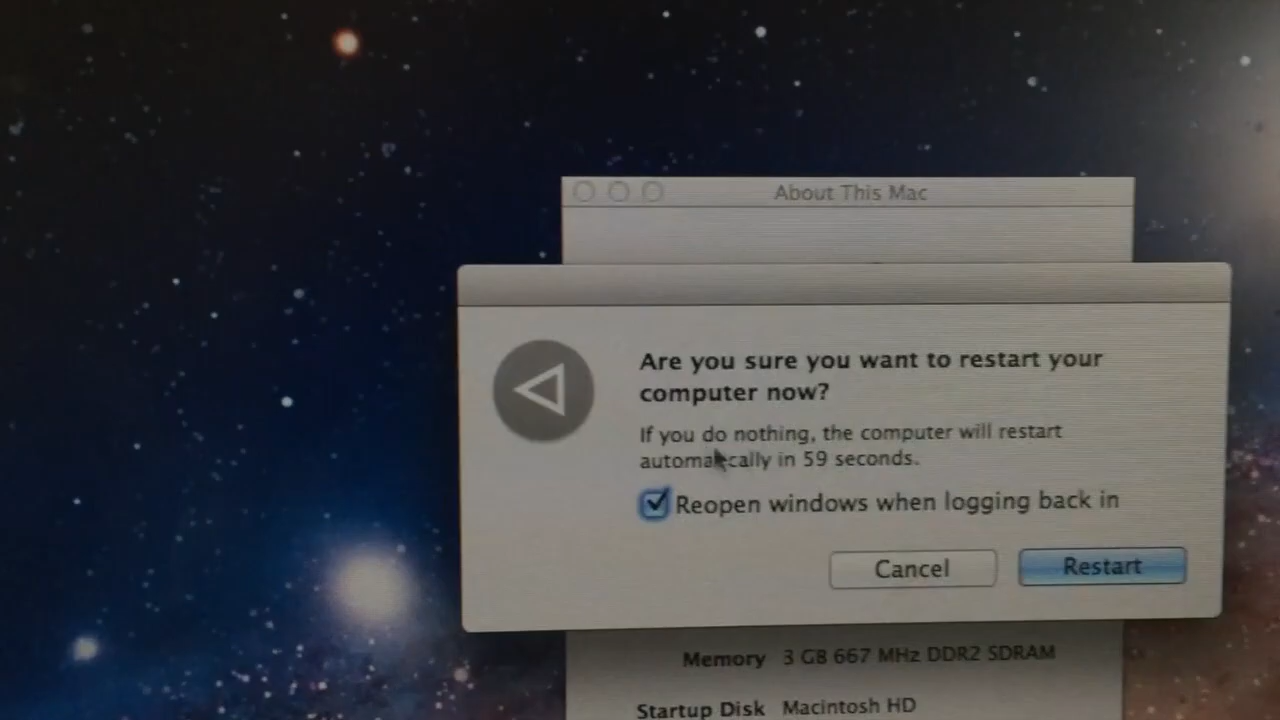 About This Mac
Are you sure you want to restart your
computer now?
If you do nothing, the computer will restart
automatically in 59 seconds.
Reopen windows when logging back in
Cancel
Restart
Memory 3 GB 667 MHz DDR2 SDRAM
Startup Disk Macintosh HD